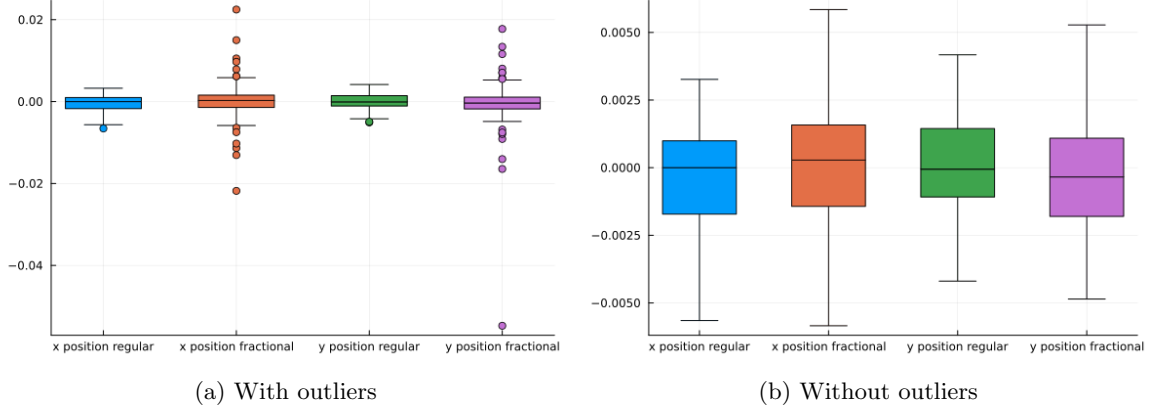 0.02
0.00
−0.02
−0.04
x position regular x position fractional y position regular y position fractional
(a) With outliers
0.0050
0.0025
0.0000
−0.0025
−0.0050
x position regular x position fractional y position regular y position fractional
(b) Without outliers